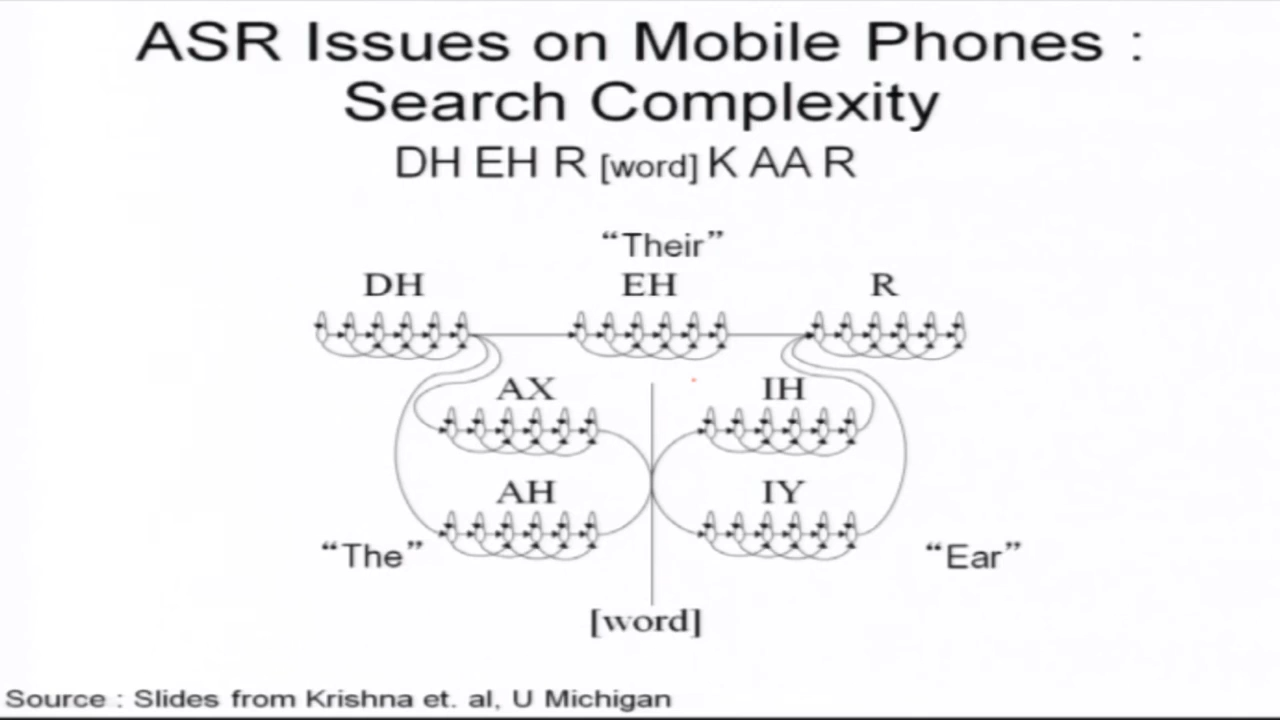 ASR Issues on Mobile Phones :
Search Complexity
DH EH R [word] K AA R
“Their”
DH EH R
AX IH
AH IY
“The” “Ear”
[word]
Source : Slides from Krishna et. al, U Michigan